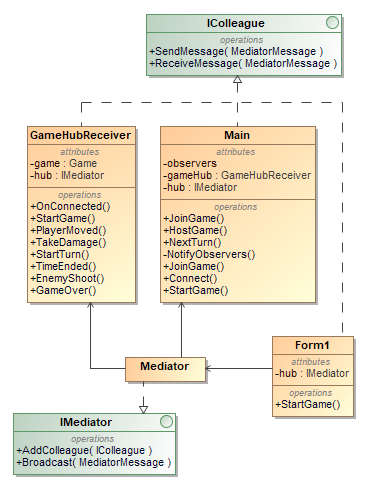 IColleague
operations
+SendMessage( MediatorMessage )
+ReceiveMessage( MediatorMessage )
GameHubReceiver
attributes
-game : Game
-hub : IMediator
operations
+OnConnected()
+StartGame()
+PlayerMoved()
+TakeDamage()
+StartTurn()
+TimeEnded()
+EnemyShoot()
+GameOver()
Main
attributes
-observers
-gameHub : GameHubReceiver
-hub : IMediator
operations
+JoinGame()
+HostGame()
+NextTurn()
-NotifyObservers()
+JoinGame()
+Connect()
+StartGame()
Form1
attributes
-hub : IMediator
operations
+StartGame()
Mediator
IMediator
operations
+AddColleague( IColleague )
+Broadcast( MediatorMessage )